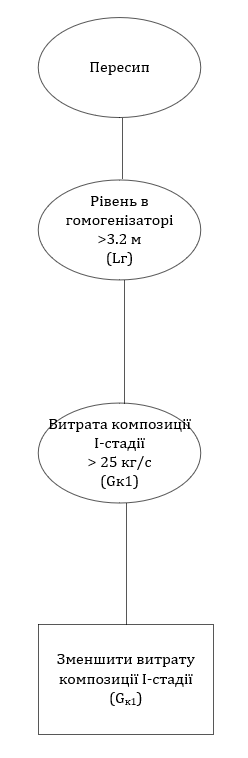 Пересип
Рівень в
гомогенізаторі
>3.2 м
(Lг)
Витрата композиції
І-стадії
> 25 кг/с
(Gк1)
Зменшити витрату
композиції І-стадії
(Gк1)